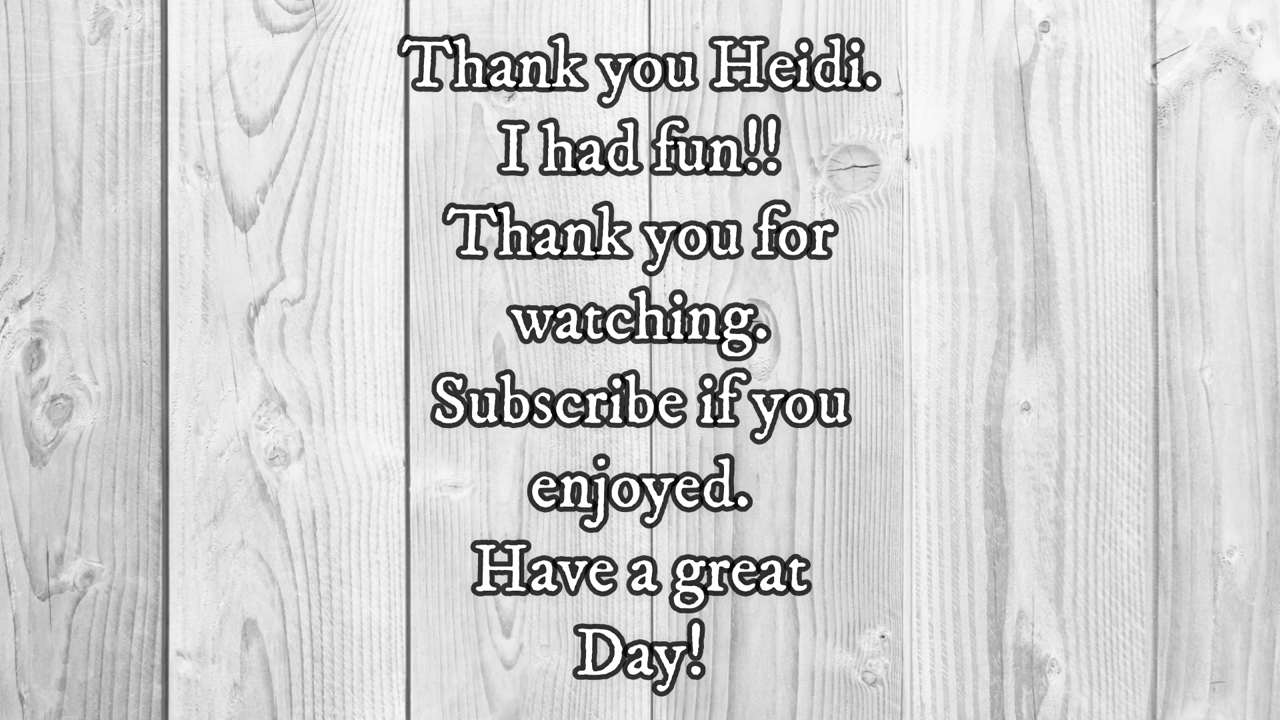 Thank you Heidi.
I had fun!!
Thank you for
watching.
Subscribe if you
enjoyed.
Have a great
Day!